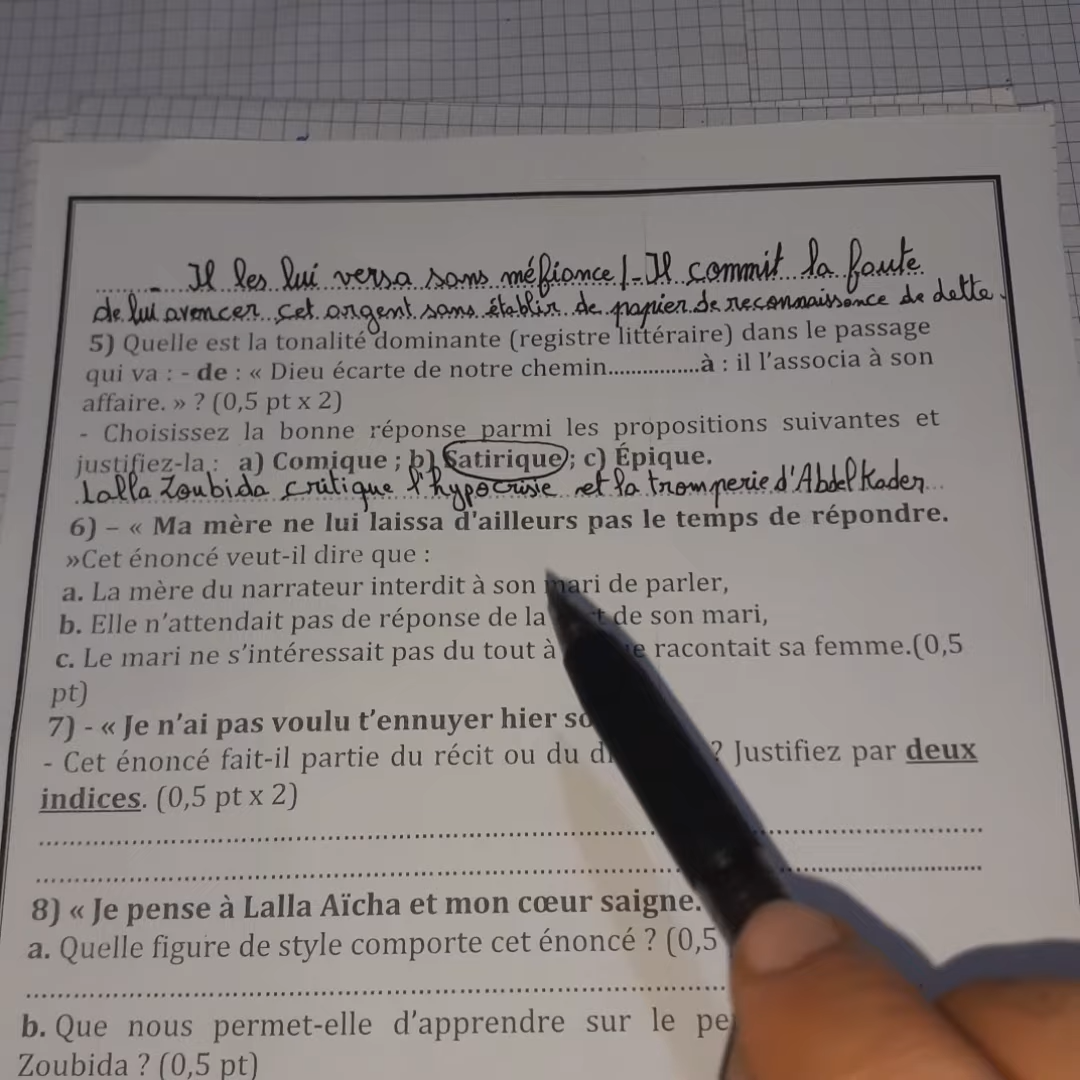 - Il les lui versa sans méfiance /- Il commit la faute
de lui avancer cet argent sans établir de papier de reconnaissance de dette.
5) Quelle est la tonalité dominante (registre littéraire) dans le passage
qui va : - de : « Dieu écarte de notre chemin................à : il l'associa à son
affaire. » ? (0,5 pt x 2)
- Choisissez la bonne réponse parmi les propositions suivantes et
justifiez-la : a) Comique ; b) Satirique ; c) Épique.
Lalla Zoubida critique l'hypocrisie et la tromperie d'Abdelkader
6) – « Ma mère ne lui laissa d'ailleurs pas le temps de répondre.
»Cet énoncé veut-il dire que :
a. La mère du narrateur interdit à son mari de parler,
b. Elle n'attendait pas de réponse de la de son mari,
c. Le mari ne s'intéressait pas du tout à racontait sa femme.(0,5
pt)
7) - « Je n'ai pas voulu t'ennuyer hier
- Cet énoncé fait-il partie du récit ou du ? Justifiez par deux
indices. (0,5 pt x 2)
8) « Je pense à Lalla Aïcha et mon cœur saigne.
a. Quelle figure de style comporte cet énoncé ? (0,5
b. Que nous permet-elle d'apprendre sur le
Zoubida ? (0,5 pt)